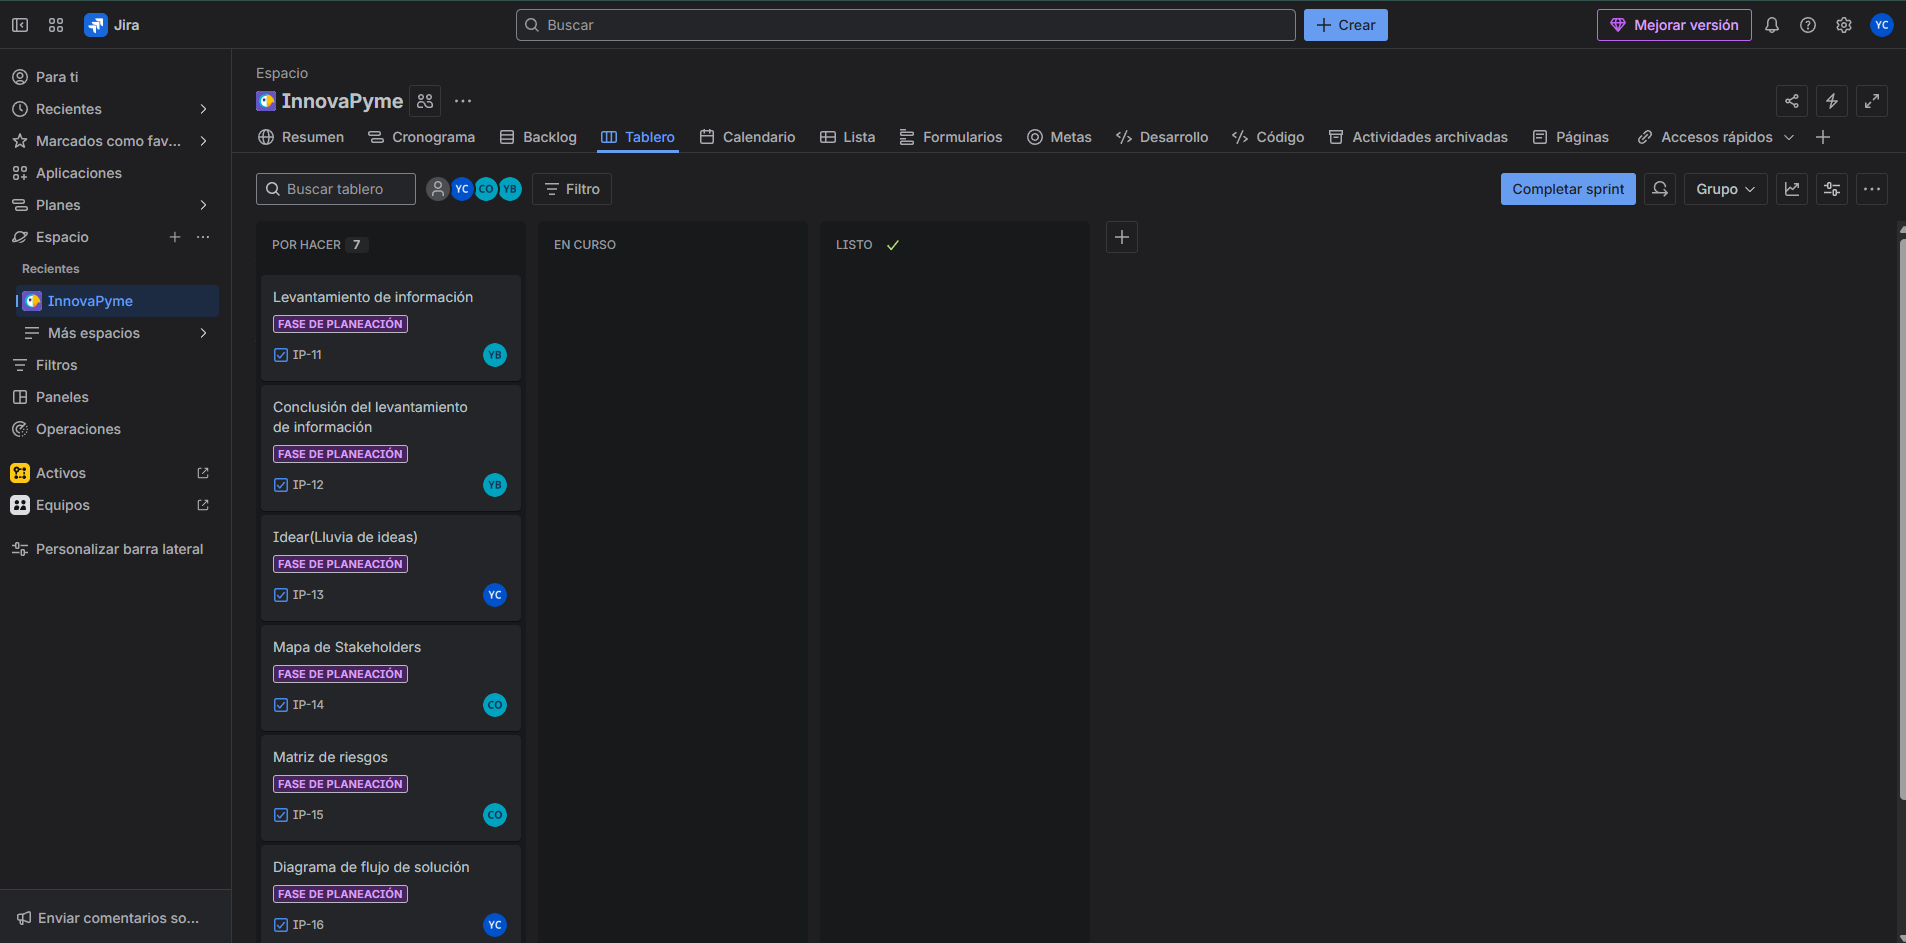 Jira
Buscar
Crear
Mejorar versión
YC
Para ti
Recientes
Marcados como fav...
Aplicaciones
Planes
Espacio
Recientes
InnovaPyme
Más espacios
Filtros
Paneles
Operaciones
Activos
Equipos
Personalizar barra lateral
Enviar comentarios so...
Espacio
InnovaPyme
Resumen
Cronograma
Backlog
Tablero
Calendario
Lista
Formularios
Metas
Desarrollo
Código
Actividades archivadas
Páginas
Accesos rápidos
Buscar tablero
YC
CO
YB
Filtro
Completar sprint
Grupo
POR HACER 7
Levantamiento de información
FASE DE PLANEACIÓN
IP-11
YB
Conclusión del levantamiento
de información
FASE DE PLANEACIÓN
IP-12
YB
Idear(Lluvia de ideas)
FASE DE PLANEACIÓN
IP-13
YC
Mapa de Stakeholders
FASE DE PLANEACIÓN
IP-14
CO
Matriz de riesgos
FASE DE PLANEACIÓN
IP-15
CO
Diagrama de flujo de solución
FASE DE PLANEACIÓN
IP-16
YC
EN CURSO
LISTO